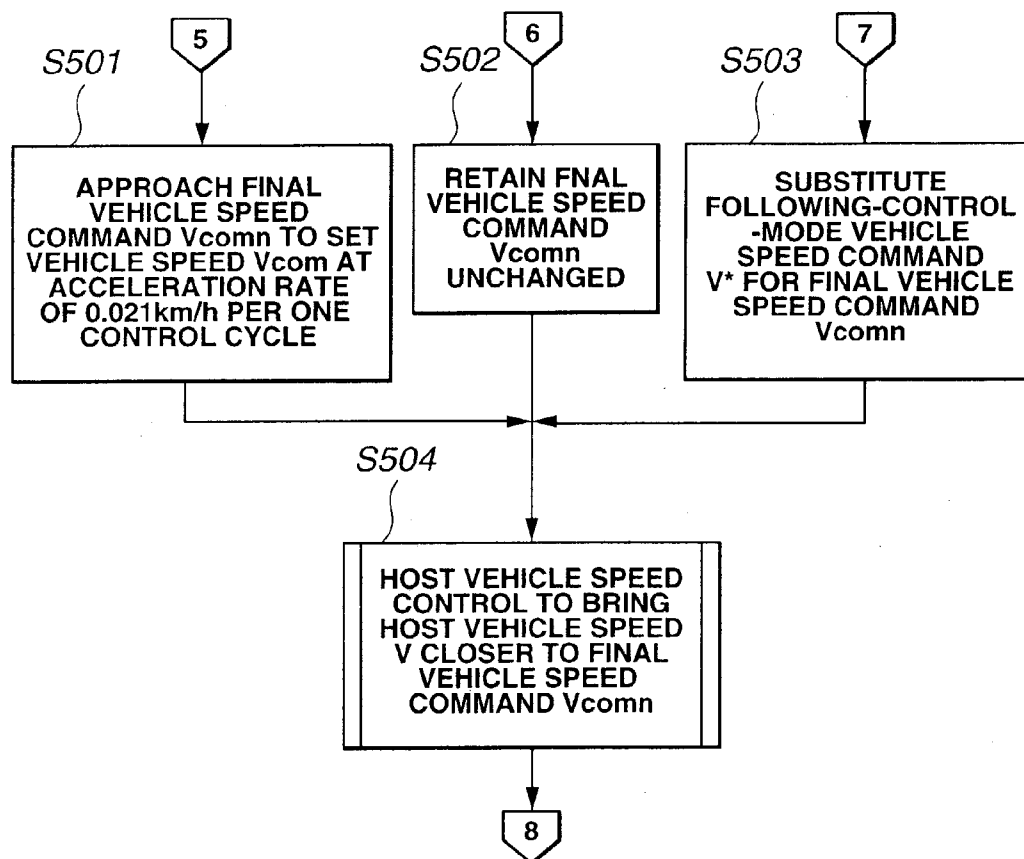 5
6
7
S501
S502
S503
APPROACH FINAL
VEHICLE SPEED
COMMAND Vcomn TO SET
VEHICLE SPEED Vcom AT
ACCELERATION RATE
OF 0.021km/h PER ONE
CONTROL CYCLE
RETAIN FNAL
VEHICLE SPEED
COMMAND
Vcomn
UNCHANGED
SUBSTITUTE
FOLLOWING-CONTROL
-MODE VEHICLE
SPEED COMMAND
V* FOR FINAL VEHICLE
SPEED COMMAND
Vcomn
S504
HOST VEHICLE SPEED
CONTROL TO BRING
HOST VEHICLE SPEED
V CLOSER TO FINAL
VEHICLE SPEED
COMMAND Vcomn
8